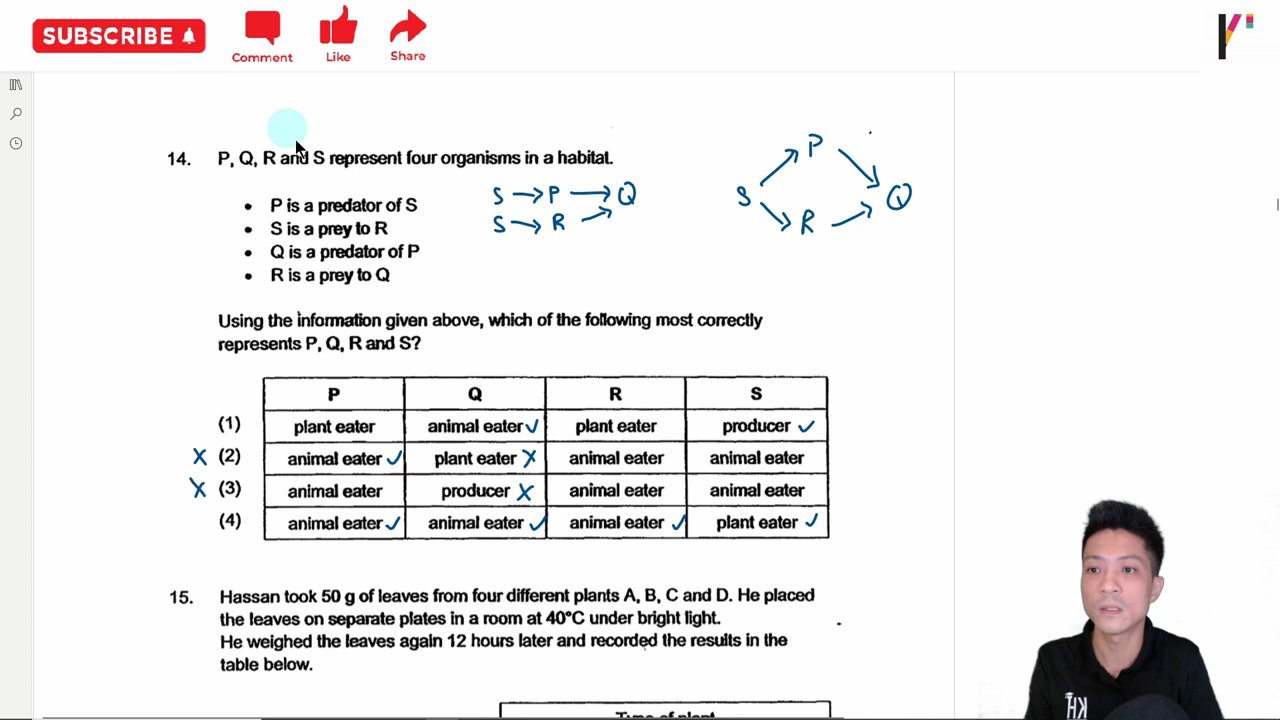 SUBSCRIBE
Comment
Like
Share
14. P, Q, R and S represent four organisms in a habitat.
• P is a predator of S
• S is a prey to R
• Q is a predator of P
• R is a prey to Q
S → P → Q
S → R
S P R Q
Using the information given above, which of the following most correctly
represents P, Q, R and S?
P Q R S
(1) plant eater animal eater ✓ plant eater producer ✓
X (2) animal eater ✓ plant eater X animal eater animal eater
X (3) animal eater producer X animal eater animal eater
(4) animal eater ✓ animal eater ✓ animal eater ✓ plant eater ✓
15. Hassan took 50 g of leaves from four different plants A, B, C and D. He placed
the leaves on separate plates in a room at 40°C under bright light.
He weighed the leaves again 12 hours later and recorded the results in the
table below.
Type of plant
KH